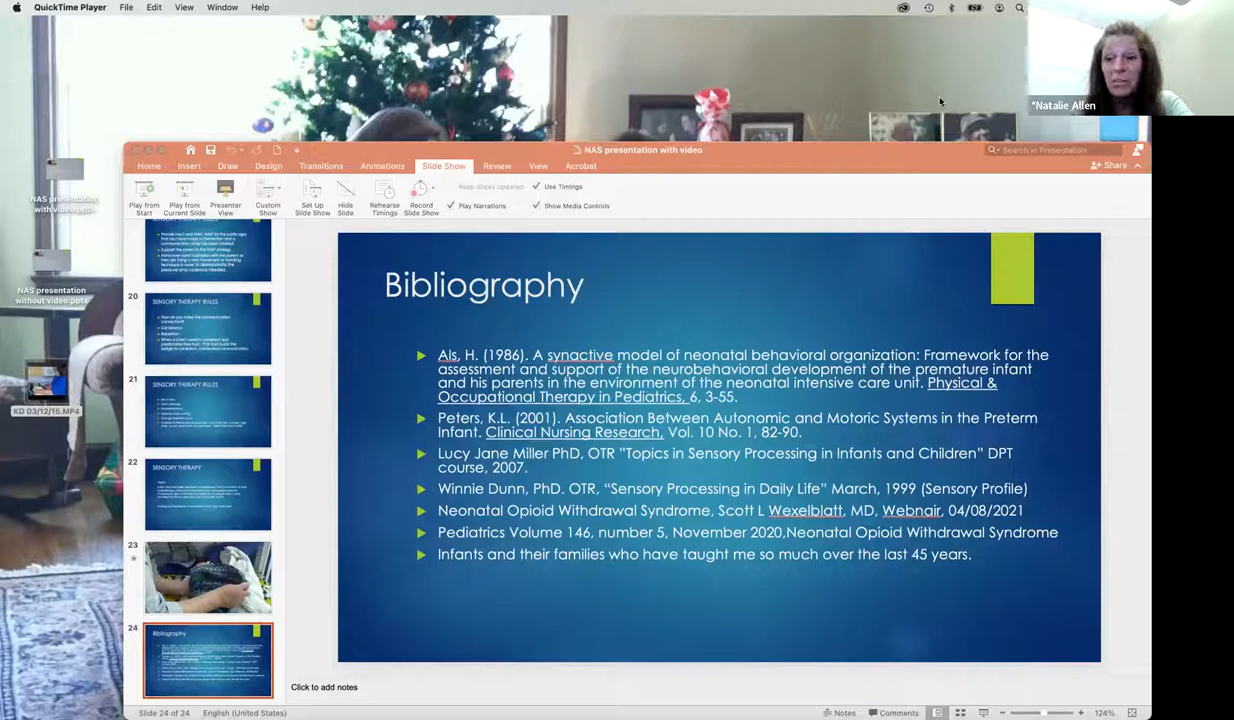 QuickTime Player File Edit View Window Help
*Natalie Allen
NAS presentation with video
Search in Presentation
Home Insert Draw Design Transitions Animations Slide Show Review View Acrobat
Share
Play from Start
Play from Current Slide
Presenter View
Custom Show
Set Up Slide Show
Hide Slide
Rehearse Timings
Record Slide Show
Keep Slides Updated
Use Timings
Play Narrations
Show Media Controls
NAS presentation
with video.pptx
NAS presentation
without video.pptx
KD 03/12/15.MP4
20
SENSORY THERAPY RULES
21
SENSORY THERAPY RULES
22
SENSORY THERAPY
23
24
Bibliography
Bibliography
Als, H. (1986). A synactive model of neonatal behavioral organization: Framework for the
assessment and support of the neurobehavioral development of the premature infant
and his parents in the environment of the neonatal intensive care unit. Physical &
Occupational Therapy in Pediatrics, 6, 3-55.
Peters, K.L. (2001). Association Between Autonomic and Motoric Systems in the Preterm
Infant. Clinical Nursing Research, Vol. 10 No. 1, 82-90.
Lucy Jane Miller PhD, OTR "Topics in Sensory Processing in Infants and Children" DPT
course, 2007.
Winnie Dunn, PhD. OTR, “Sensory Processing in Daily Life” March, 1999 (Sensory Profile)
Neonatal Opioid Withdrawal Syndrome, Scott L Wexelblatt, MD, Webnair, 04/08/2021
Pediatrics Volume 146, number 5, November 2020,Neonatal Opioid Withdrawal Syndrome
Infants and their families who have taught me so much over the last 45 years.
Click to add notes
Slide 24 of 24 English (United States)
Notes Comments 124%